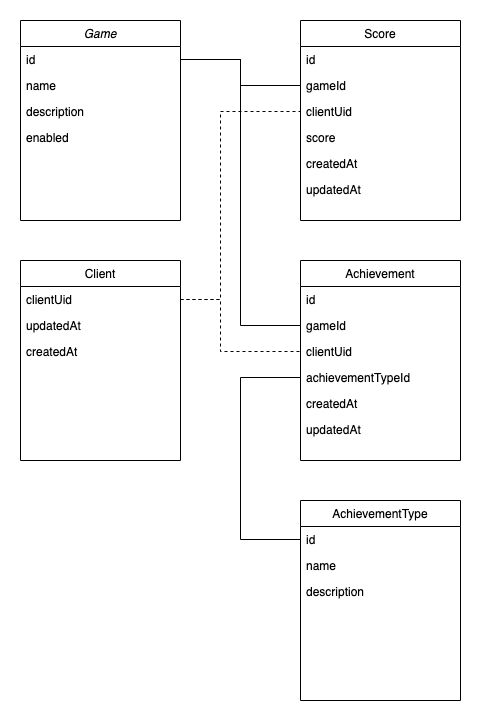 Game
id
name
description
enabled
Score
id
gameId
clientUid
score
createdAt
updatedAt
Client
clientUid
updatedAt
createdAt
Achievement
id
gameId
clientUid
achievementTypeId
createdAt
updatedAt
AchievementType
id
name
description